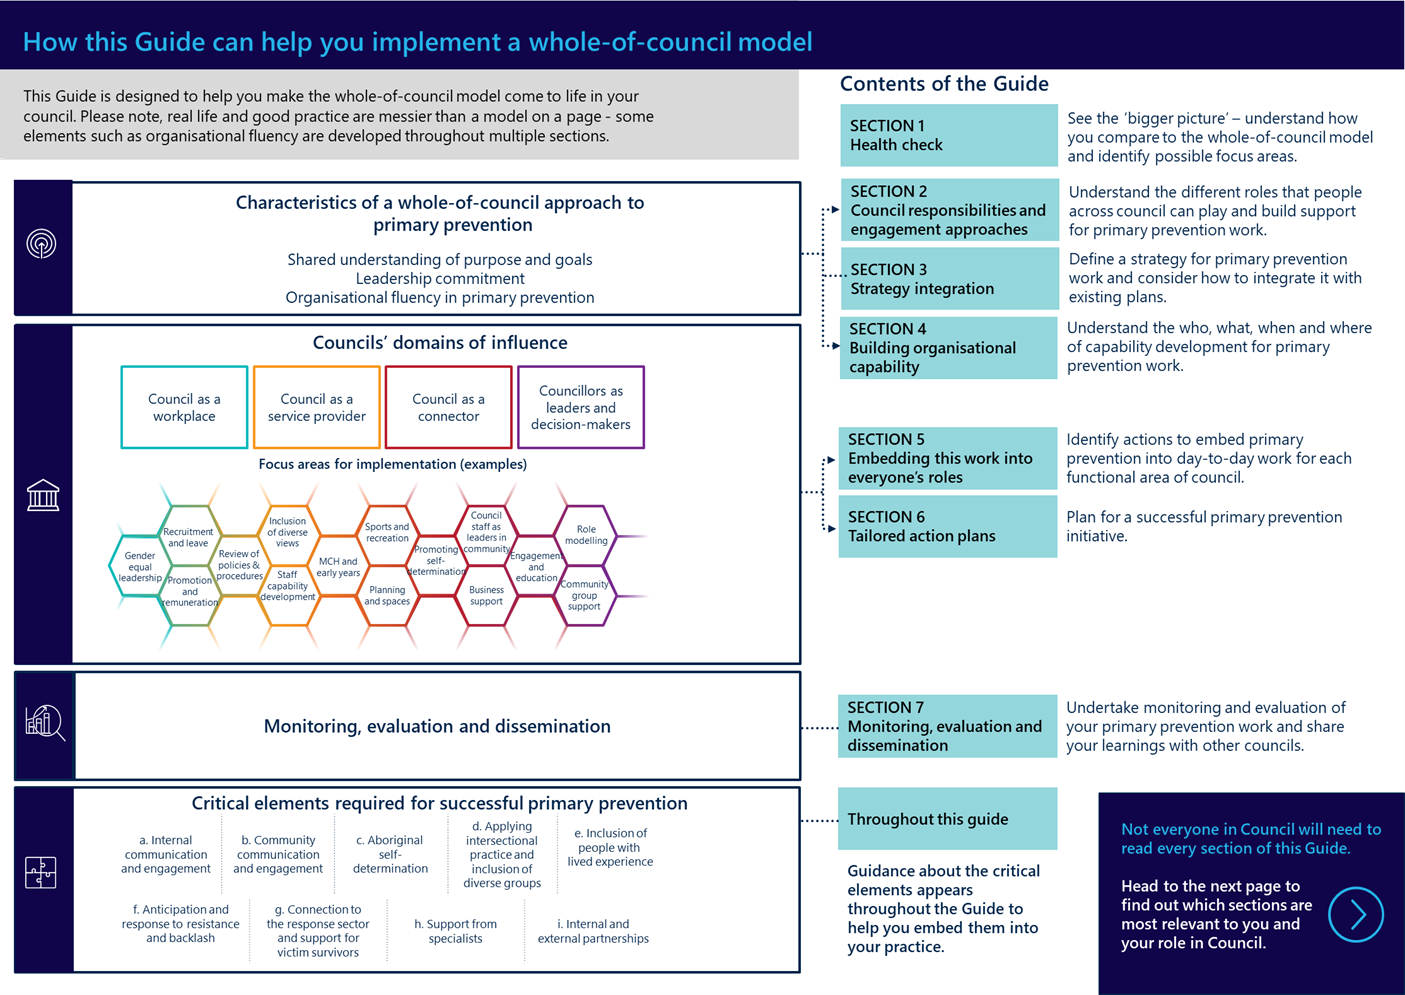 How this Guide can help you implement a whole-of-council model
This Guide is designed to help you make the whole-of-council model come to life in your
council. Please note, real life and good practice are messier than a model on a page - some
elements such as organisational fluency are developed throughout multiple sections.
Characteristics of a whole-of-council approach to
primary prevention
Shared understanding of purpose and goals
Leadership commitment
Organisational fluency in primary prevention
Councils’ domains of influence
Council as a
workplace
Council as a
service provider
Council as a
connector
Councillors as
leaders and
decision-makers
Focus areas for implementation (examples)
Gender
equal
leadership
Recruitment
and leave
Promotion
and
remuneration
Review of
policies &
procedures
Inclusion
of diverse
views
Staff
capability
development
MCH and
early years
Sports and
recreation
Planning
and spaces
Promoting
self-
determination
Council
staff as
leaders in
community
Business
support
Engagement
and
education
Role
modelling
Community
group
support
Monitoring, evaluation and dissemination
Critical elements required for successful primary prevention
a. Internal
communication
and engagement
b. Community
communication
and engagement
c. Aboriginal
self-
determination
d. Applying
intersectional
practice and
inclusion of
diverse groups
e. Inclusion of
people with
lived experience
f. Anticipation and
response to resistance
and backlash
g. Connection to
the response sector
and support for
victim survivors
h. Support from
specialists
i. Internal and
external partnerships
Contents of the Guide
SECTION 1
Health check
See the ‘bigger picture’ – understand how
you compare to the whole-of-council model
and identify possible focus areas.
SECTION 2
Council responsibilities and
engagement approaches
Understand the different roles that people
across council can play and build support
for primary prevention work.
SECTION 3
Strategy integration
Define a strategy for primary prevention
work and consider how to integrate it with
existing plans.
SECTION 4
Building organisational
capability
Understand the who, what, when and where
of capability development for primary
prevention work.
SECTION 5
Embedding this work into
everyone’s roles
Identify actions to embed primary
prevention into day-to-day work for each
functional area of council.
SECTION 6
Tailored action plans
Plan for a successful primary prevention
initiative.
SECTION 7
Monitoring, evaluation and
dissemination
Undertake monitoring and evaluation of
your primary prevention work and share
your learnings with other councils.
Throughout this guide
Guidance about the critical
elements appears
throughout the Guide to
help you embed them into
your practice.
Not everyone in Council will need to
read every section of this Guide.
Head to the next page to
find out which sections are
most relevant to you and
your role in Council.